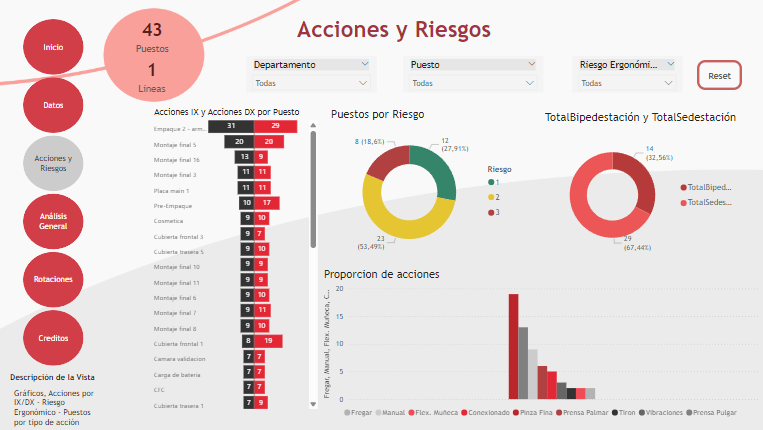 Acciones y Riesgos
43
Puestos
1
Líneas
Inicio
Datos
Acciones y
Riesgos
Análisis
General
Rotaciones
Creditos
Descripción de la Vista
Gráficos, Acciones por
IX/DX - Riesgo
Ergonómico - Puestos
por tipo de acción
Departamento
Todas
Puesto
Todas
Riesgo Ergonómi...
Todas
Reset
Acciones IX y Acciones DX por Puesto
Empaque 2 - arm... 31 29
Montaje final 5 20 20
Montaje final 16 13 9
Montaje final 3 11 11
Placa main 1 11 11
Pre-Empaque 10 17
Cosmetica 9 10
Cubierta frontal 3 9 7
Cubierta trasera 5 9 10
Montaje final 10 9 9
Montaje final 11 9 9
Montaje final 6 9 10
Montaje final 7 9 11
Montaje final 8 9 10
Cubierta frontal 1 8 19
Camara validacion 7 7
Carga de bateria 7 7
CFC 7 7
Cubierta trasera 1 7 9
Puestos por Riesgo
8 (18,6%)
12
(27,91%)
23
(53,49%)
Riesgo
1
2
3
TotalBipedestación y TotalSedestación
14
(32,56%)
29
(67,44%)
TotalBiped...
TotalSedes...
Proporcion de acciones
Fregar, Manual, Flex. Muñeca, C...
20
15
10
5
0
Fregar Manual Flex. Muñeca Conexionado Pinza Fina Prensa Palmar Tiron Vibraciones Prensa Pulgar